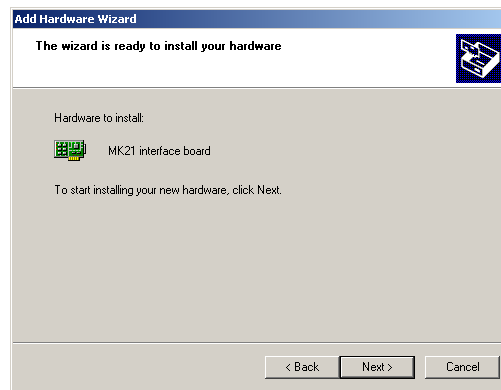 Add Hardware Wizard
The wizard is ready to install your hardware
Hardware to install:
MK21 interface board
To start installing your new hardware, click Next.
< Back
Next >
Cancel